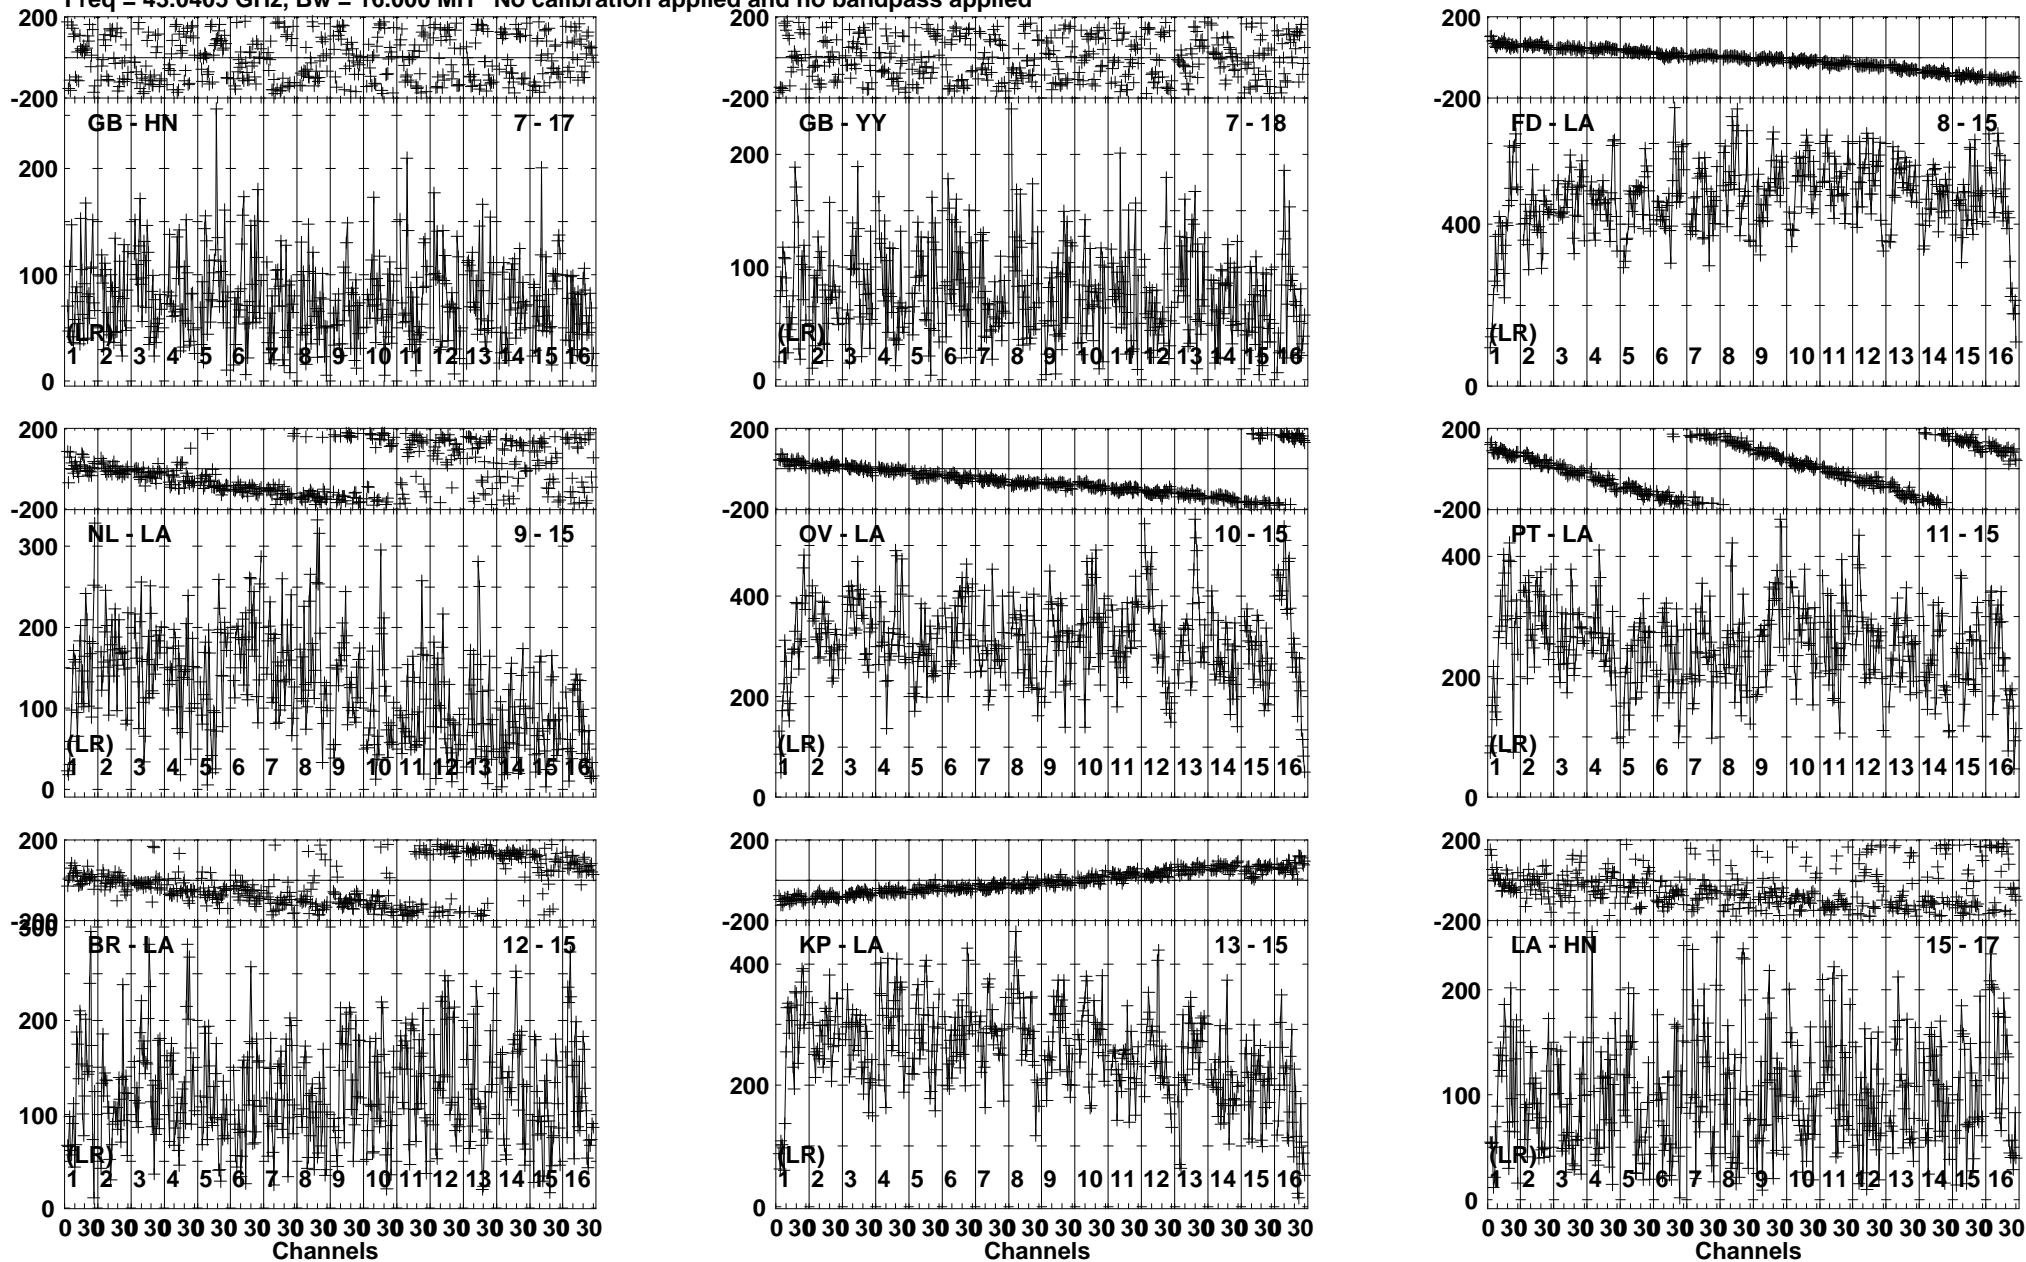 Freq = 43.0405 GHz, Bw = 16.000 MH No calibration applied and no bandpass applied
200 200 200
-200 -200 -200
GB - HN 7 - 17 GB - YY 7 - 18 FD - LA 8 - 15
200 200 400
100 100
(LR) (LR) (LR)
1 2 3 4 5 6 7 8 9 10 11 12 13 14 15 16 1 2 3 4 5 6 7 8 9 10 11 12 13 14 15 16 1 2 3 4 5 6 7 8 9 10 11 12 13 14 15 16
0 0 0
200 200 200
-200 -200 -200
NL - LA 9 - 15 OV - LA 10 - 15 PT - LA 11 - 15
300 400 400
200 200 200
100
(LR) (LR) (LR)
1 2 3 4 5 6 7 8 9 10 11 12 13 14 15 16 1 2 3 4 5 6 7 8 9 10 11 12 13 14 15 16 1 2 3 4 5 6 7 8 9 10 11 12 13 14 15 16
0 0 0
200 200 200
-200 -200 -200
300
BR - LA 12 - 15 KP - LA 13 - 15 LA - HN 15 - 17
200 400 200
100 200 100
(LR) (LR) (LR)
1 2 3 4 5 6 7 8 9 10 11 12 13 14 15 16 1 2 3 4 5 6 7 8 9 10 11 12 13 14 15 16 1 2 3 4 5 6 7 8 9 10 11 12 13 14 15 16
0 0 0
0 30 30 30 30 30 30 30 30 30 30 30 30 30 30 30 30 0 30 30 30 30 30 30 30 30 30 30 30 30 30 30 30 30 0 30 30 30 30 30 30 30 30 30 30 30 30 30 30 30 30
Channels Channels Channels